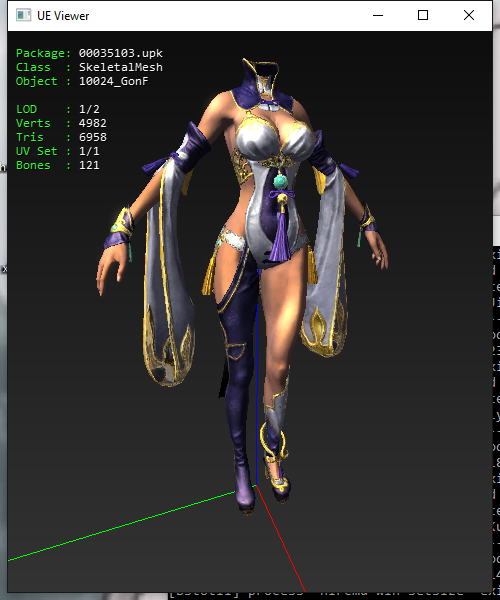 UE Viewer
Package: 00035103.upk
Class : SkeletalMesh
Object : 10024_GonF
LOD : 1/2
Verts : 4982
Tris : 6958
UV Set : 1/1
Bones : 121